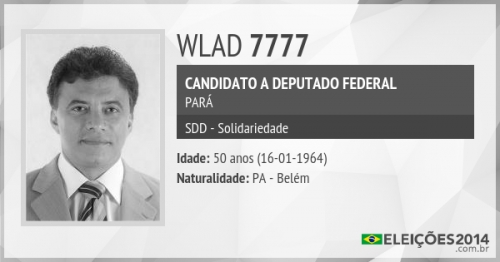 WLAD 7777
CANDIDATO A DEPUTADO FEDERAL
PARÁ
SDD - Solidariedade
Idade: 50 anos (16-01-1964)
Naturalidade: PA - Belém
ELEIÇÕES2014
.com.br